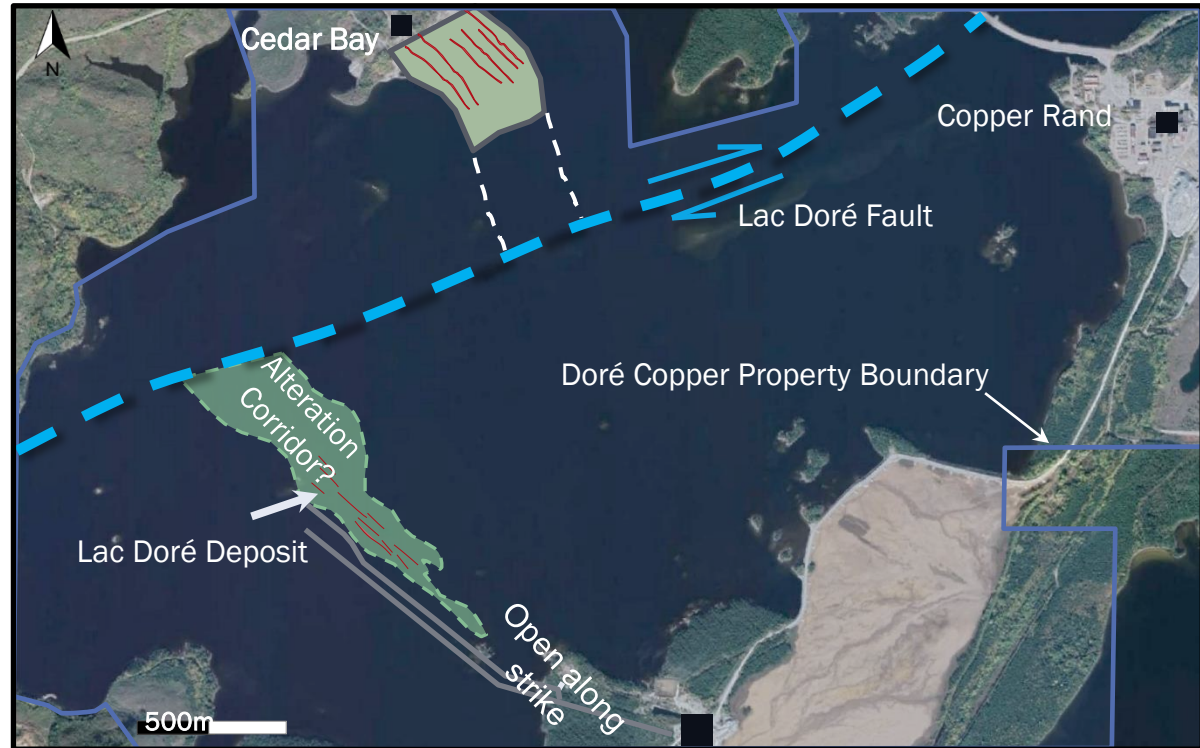 N
Cedar Bay
Copper Rand
Lac Doré Fault
Alteration
Corridor?
Doré Copper Property Boundary
Lac Doré Deposit
Open along
strike
500m